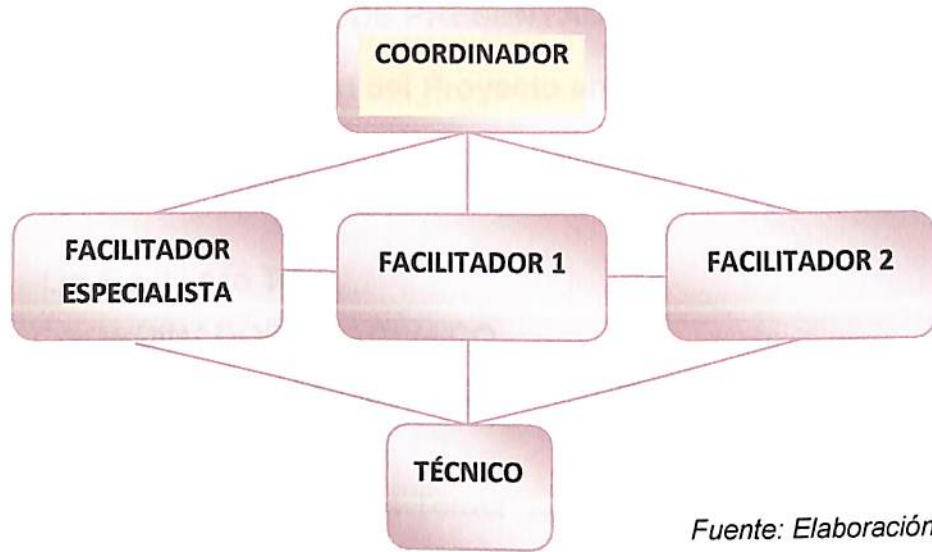 COORDINADOR
FACILITADOR
ESPECIALISTA
FACILITADOR 1
FACILITADOR 2
TÉCNICO
Fuente: Elaboración